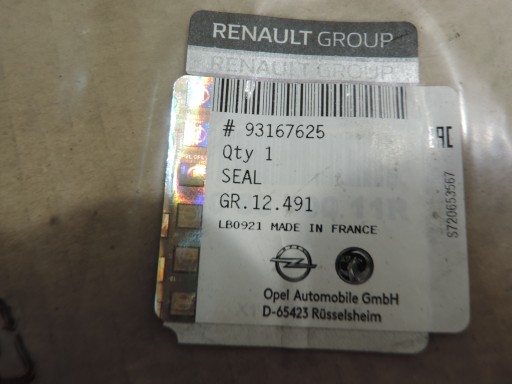 RENAULT GROUP
RENAULT GROUP
# 93167625
Qty 1
SEAL
GR.12.491
LB0921 MADE IN FRANCE
Opel Automobile GmbH
D-65423 Rüsselsheim
S720653567